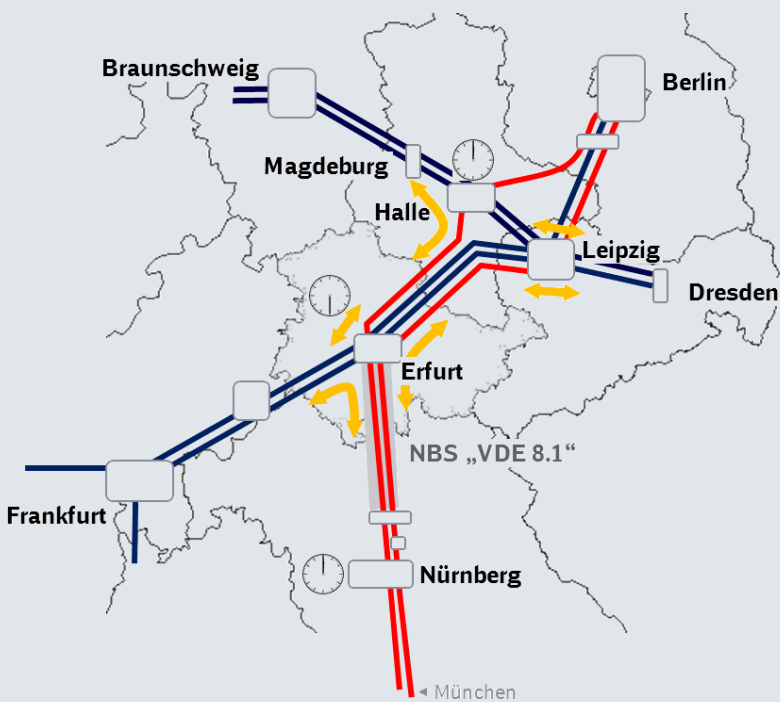 Braunschweig
Berlin
Magdeburg
Halle
Leipzig
Dresden
Erfurt
NBS „VDE 8.1“
Frankfurt
Nürnberg
◄ München